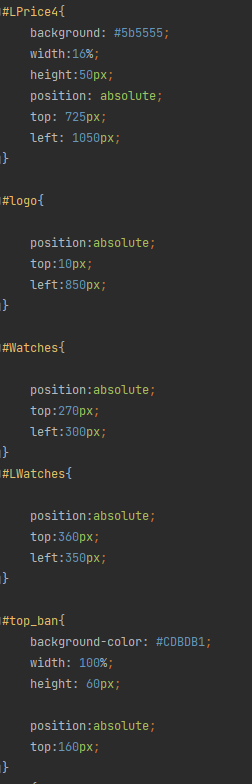 #LPrice4{
background: #5b5555;
width:16%;
height:50px;
position: absolute;
top: 725px;
left: 1050px;
}
#logo{
position:absolute;
top:10px;
left:850px;
}
#Watches{
position:absolute;
top:270px;
left:300px;
}
#LWatches{
position:absolute;
top:360px;
left:350px;
}
#top_ban{
background-color: #CDBDB1;
width: 100%;
height: 60px;
position:absolute;
top:160px;
}